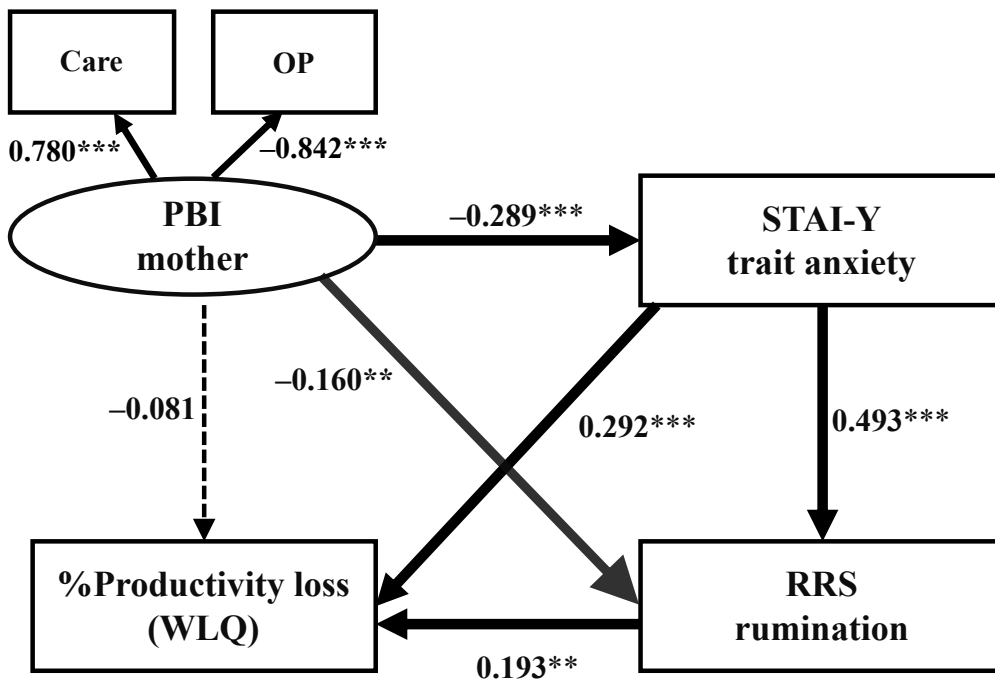 Care
OP
0.780***
–0.842***
PBI
mother
–0.289***
STAI-Y
trait anxiety
–0.160**
–0.081
0.292***
0.493***
%Productivity loss
(WLQ)
RRS
rumination
0.193**